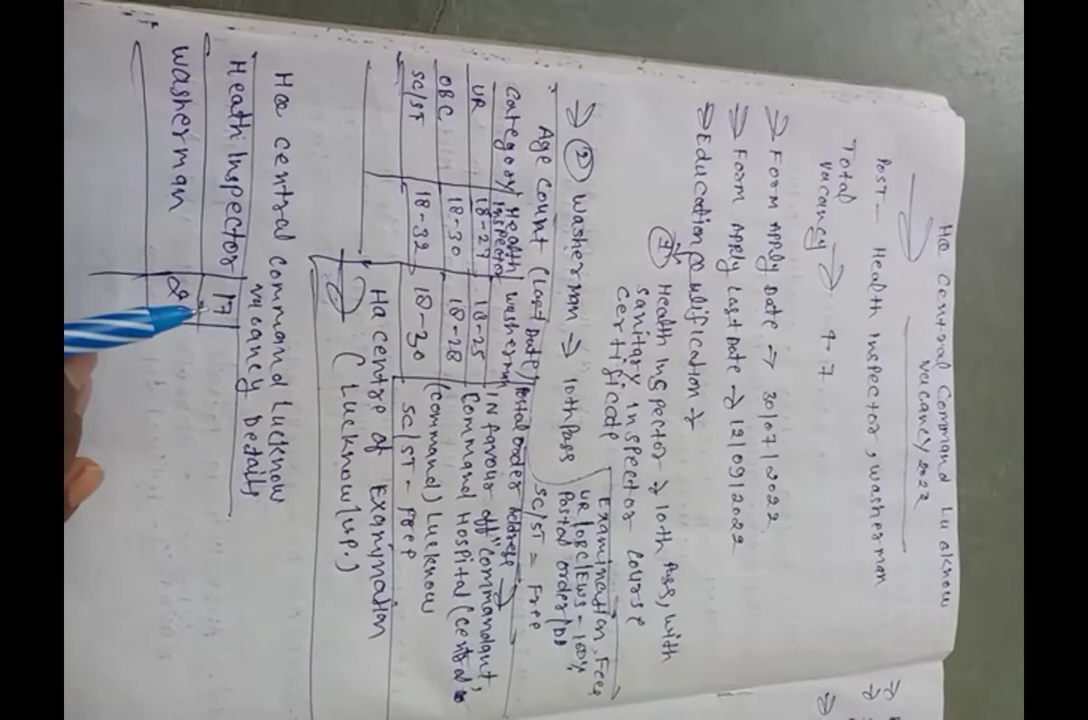 HQ Central Command Lucknow
Vacancy 2022
POST - Health Inspector, washerman
Total
vacancy →
→ Form Apply Date → 30/07/2022
→ Form Apply Last Date → 12/09/2022
→ Education
① Health Inspector → 10th Pass, with
sanitary inspector course
certificate
→ ② Washerman → 10th Pass
Examination Fees
UR/OBC/EWS - 100/-
Postal order/DD
SC/ST = Free
Age Count (Last Date)
Category Health Inspector washerman
UR 18-27 18-25
OBC 18-30 18-28
SC/ST 18-32 18-30
Postal order Address →
IN favour off "Commandant,
Command Hospital (Central
Command) Lucknow
SC/ST - free
HQ centre of Examination
(Lucknow/up.)
HQ Central Command Lucknow
vacancy Details
Heath Inspector 17
Washerman